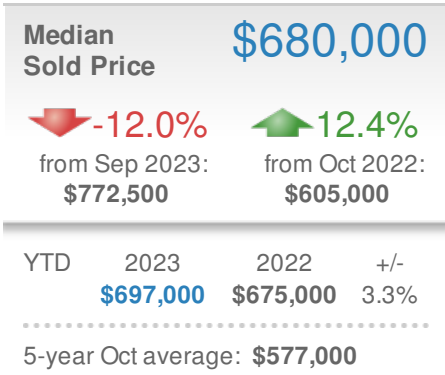 Median $680,000
Sold Price
-12.0% 12.4%
from Sep 2023: from Oct 2022:
$772,500 $605,000
YTD 2023 2022 +/-
$697,000 $675,000 3.3%
5-year Oct average: $577,000